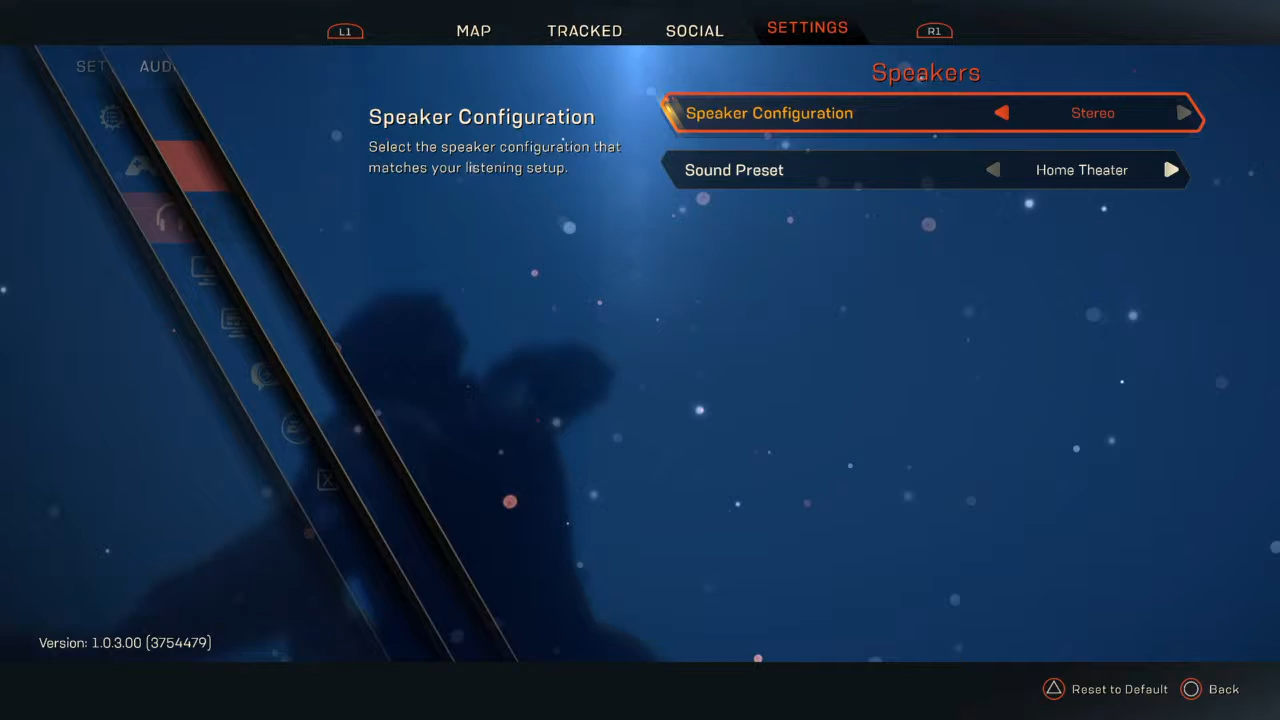 L1
MAP
TRACKED
SOCIAL
SETTINGS
R1
SET
AUD
Speakers
Speaker Configuration
Select the speaker configuration that
matches your listening setup.
Speaker Configuration
Stereo
Sound Preset
Home Theater
Version: 1.0.3.00 (3754479)
Reset to Default
Back